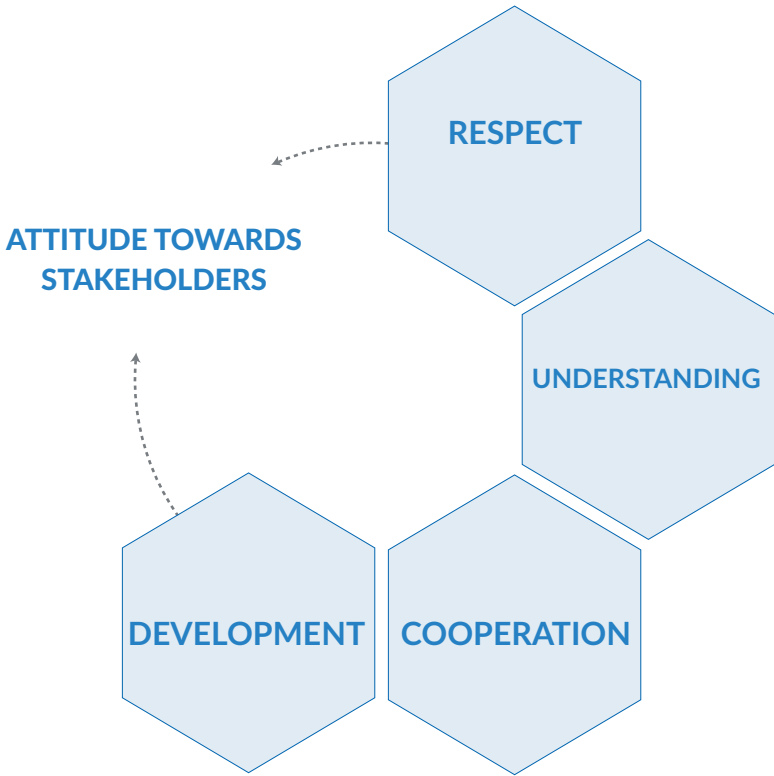 RESPECT
ATTITUDE TOWARDS
STAKEHOLDERS
UNDERSTANDING
DEVELOPMENT
COOPERATION